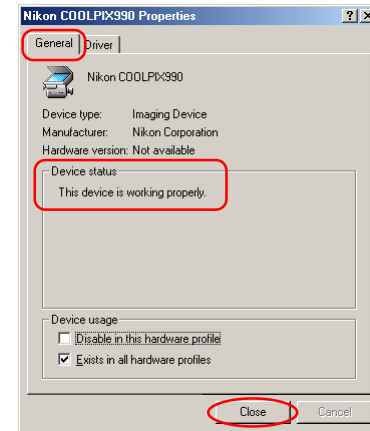 Nikon COOLPIX990 Properties
General Driver
Nikon COOLPIX990
Device type: Imaging Device
Manufacturer: Nikon Corporation
Hardware version: Not available
Device status
This device is working properly.
Device usage
Disable in this hardware profile
Exists in all hardware profiles
Close Cancel